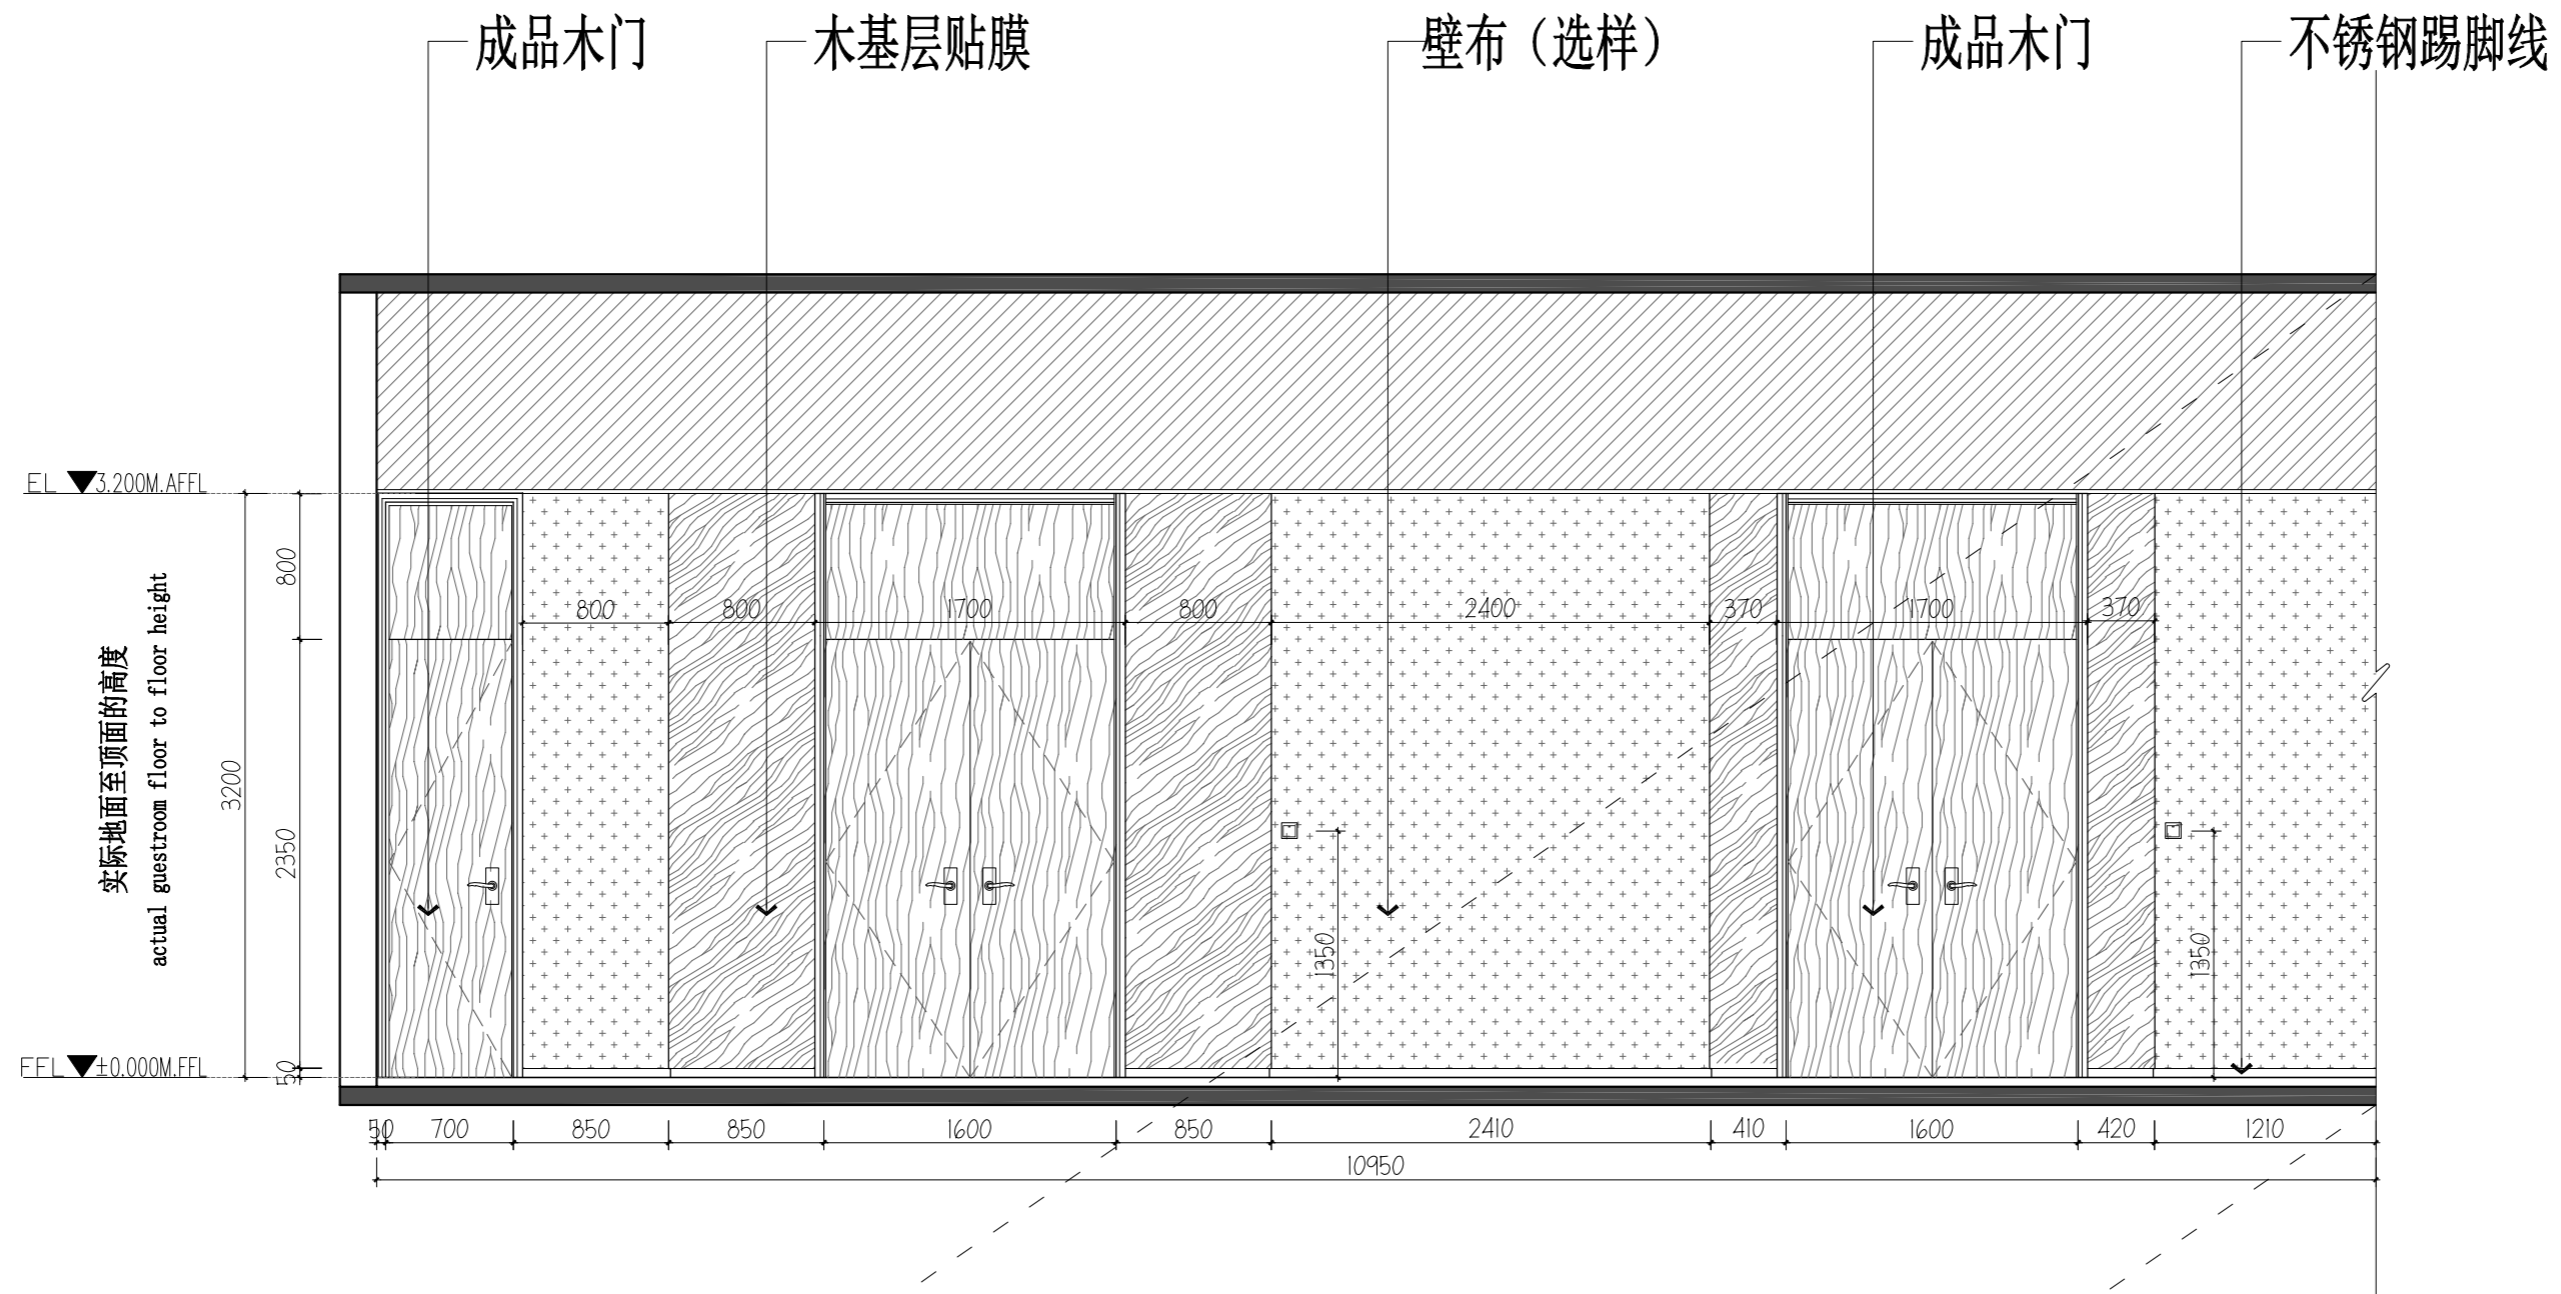 成品木门
木基层贴膜
壁布（选样）
成品木门
不锈钢踢脚线
EL 3.200M.AFFL
800
800
800
1700
800
2400
370
1700
370
实际地面至顶面的高度
actual guestroom floor to floor height
3200
2350
1350
1350
FFL ±0.000M.FFL
50
50 700 850 850 1600 850 2410 410 1600 420 1210
10950